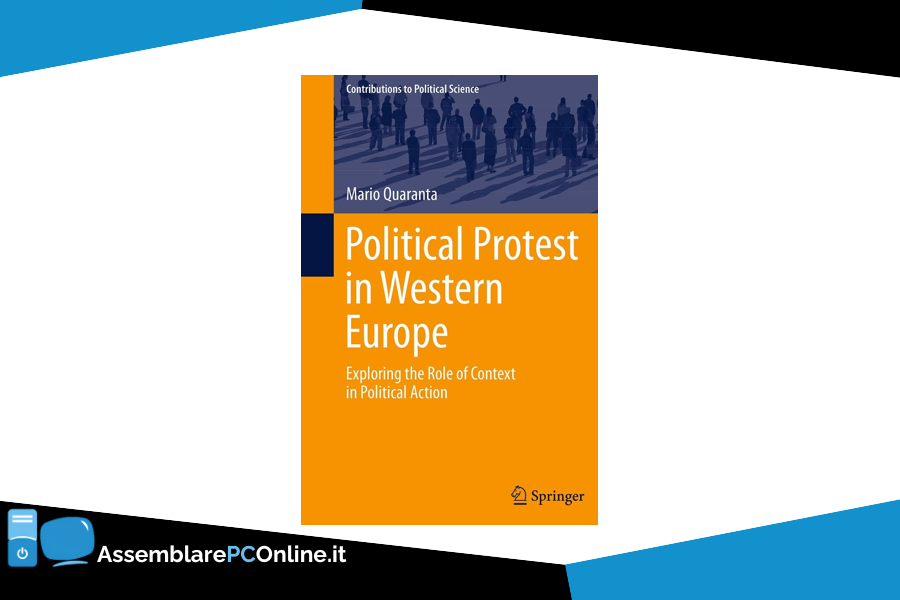 Contributions to Political Science
Mario Quaranta
Political Protest
in Western
Europe
Exploring the Role of Context
in Political Action
Springer
AssemblarePCOnline.it